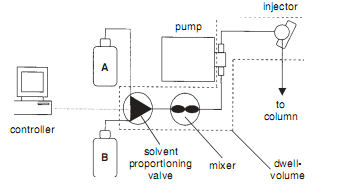 injector
pump
A
to
column
controller
B
solvent
proportioning
valve
mixer
dwell-
volume